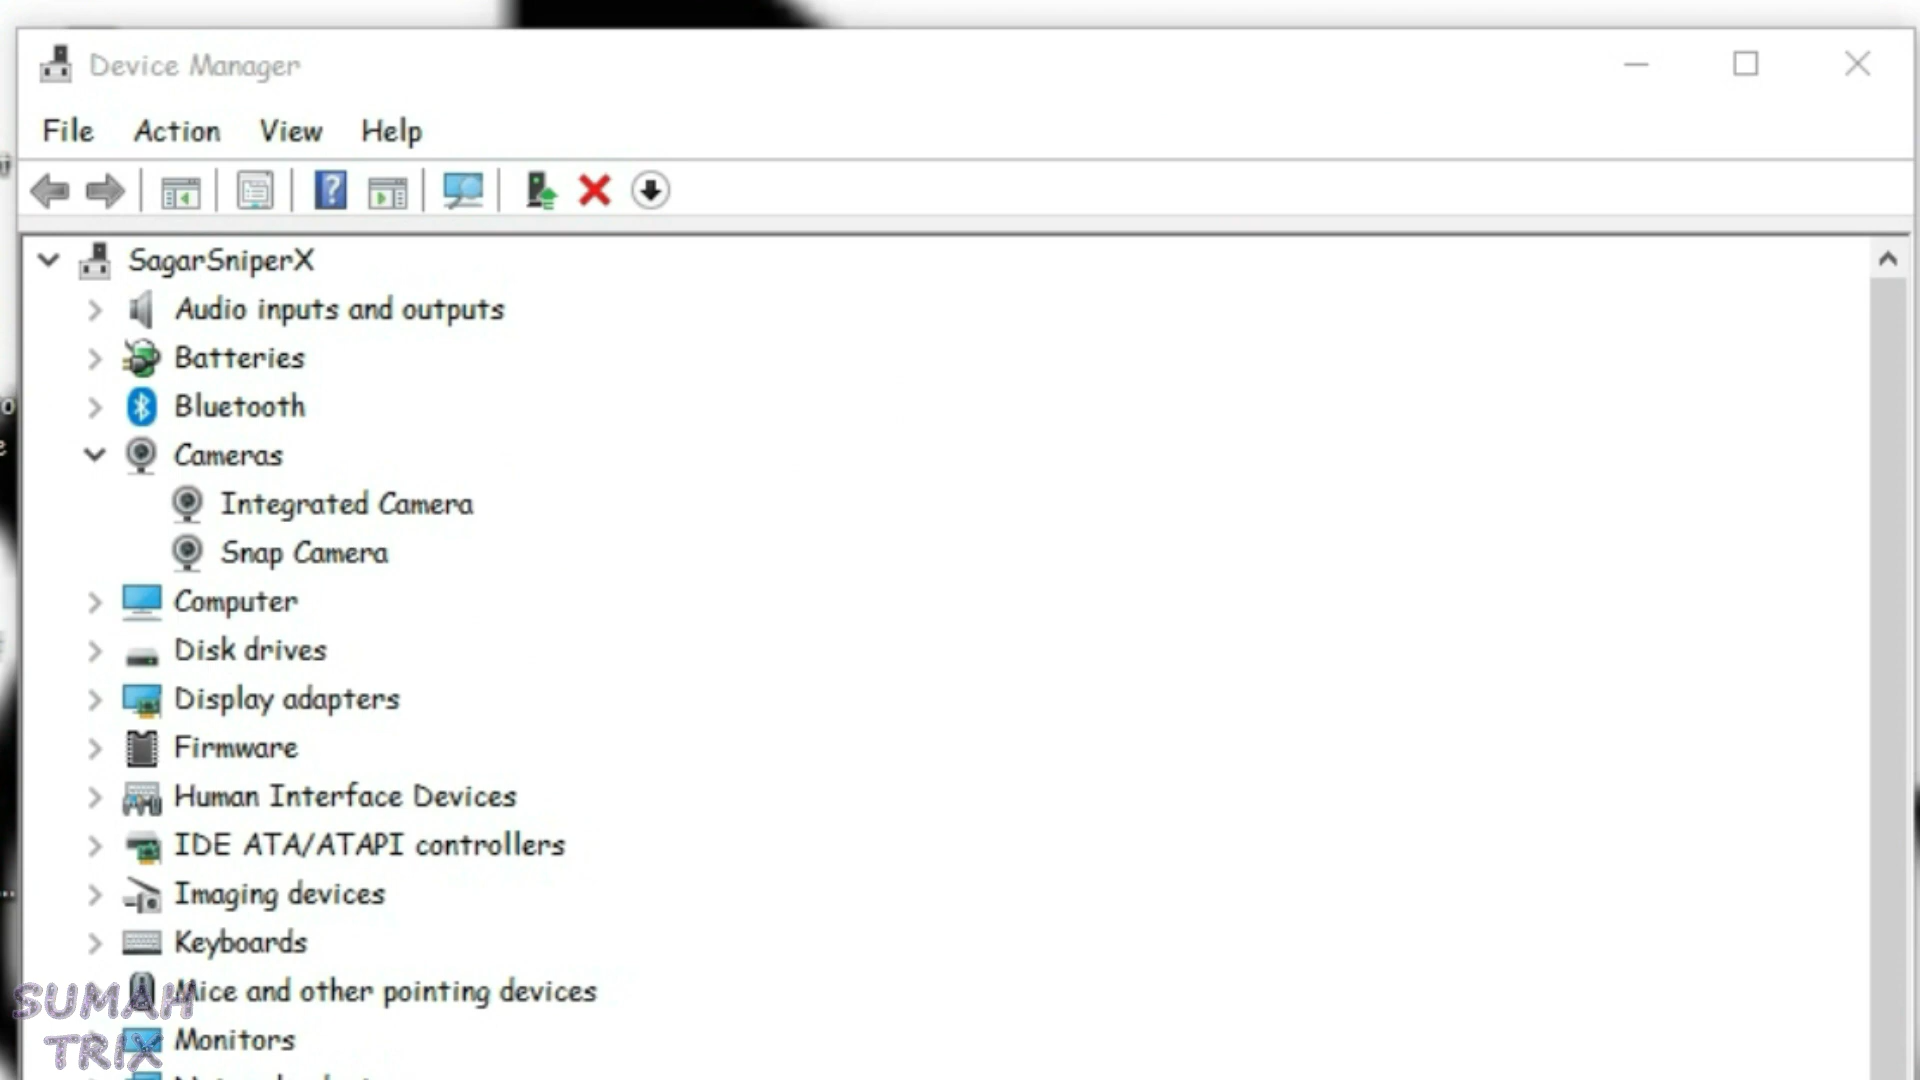 Device Manager
File Action View Help
SagarSniperX
Audio inputs and outputs
Batteries
Bluetooth
Cameras
Integrated Camera
Snap Camera
Computer
Disk drives
Display adapters
Firmware
Human Interface Devices
IDE ATA/ATAPI controllers
Imaging devices
Keyboards
Mice and other pointing devices
Monitors
SUMAH
TRIX